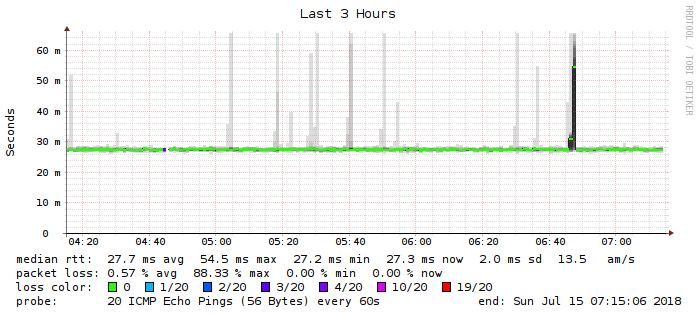 Last 3 Hours
RRDTOOL / TOBI OETIKER
Seconds
60 m
50 m
40 m
30 m
20 m
10 m
0
04:20 04:40 05:00 05:20 05:40 06:00 06:20 06:40 07:00
median rtt: 27.7 ms avg 54.5 ms max 27.2 ms min 27.3 ms now 2.0 ms sd 13.5 am/s
packet loss: 0.57 % avg 88.33 % max 0.00 % min 0.00 % now
loss color: 0 1/20 2/20 3/20 4/20 10/20 19/20
probe: 20 ICMP Echo Pings (56 Bytes) every 60s end: Sun Jul 15 07:15:06 2018